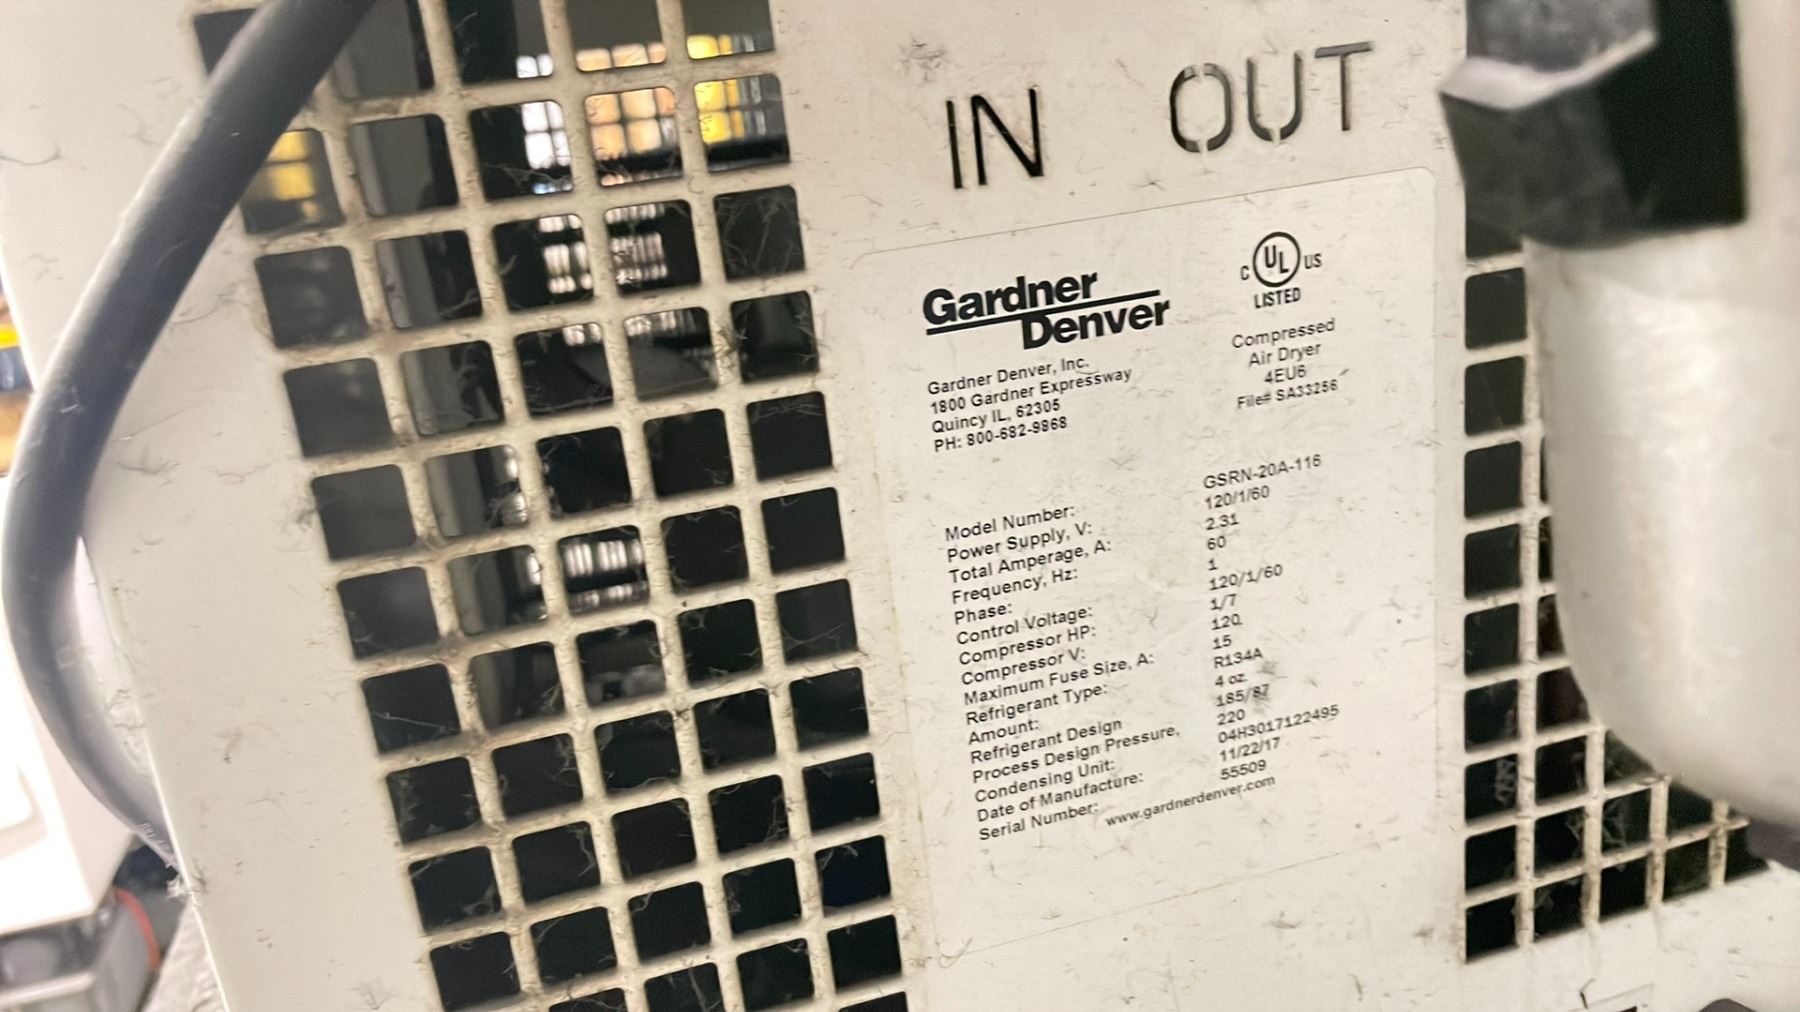 IN OUT
Gardner
Denver
Gardner Denver, Inc.
1800 Gardner Expressway
Quincy IL, 62305
PH: 800-682-9868
C UL US
LISTED
Compressed
Air Dryer
4EU6
File# SA33256
Model Number: GSRN-20A-116
Power Supply, V: 120/1/60
Total Amperage, A: 2.31
Frequency, Hz: 60
Phase: 1
Control Voltage: 120/1/60
Compressor HP: 1/7
Compressor V: 120
Maximum Fuse Size, A: 15
Refrigerant Type: R134A
Amount: 4 oz
Refrigerant Design 185/87
Process Design Pressure, 220
Condensing Unit: 04H3017122495
Date of Manufacture: 11/22/17
Serial Number: 55509
www.gardnerdenver.com